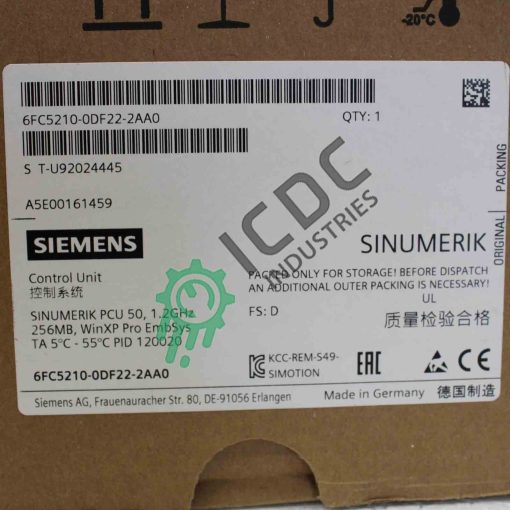 -20°C
6FC5210-0DF22-2AA0 QTY: 1
S T-U92024445
A5E00161459
SIEMENS SINUMERIK
Control Unit
控制系统
PACKED ONLY FOR STORAGE! BEFORE DISPATCH
AN ADDITIONAL OUTER PACKING IS NECESSARY!
UL
SINUMERIK PCU 50, 1.2GHz FS: D
256MB, WinXP Pro EmbSys 质量检验合格
TA 5°C - 55°C PID 120020
KCC-REM-S49-
SIMOTION
EAC
CE
6FC5210-0DF22-2AA0
Siemens AG, Frauenauracher Str. 80, DE-91056 Erlangen Made in Germany 德国制造
ORIGINAL PACKING
ICDC
INDUSTRIES